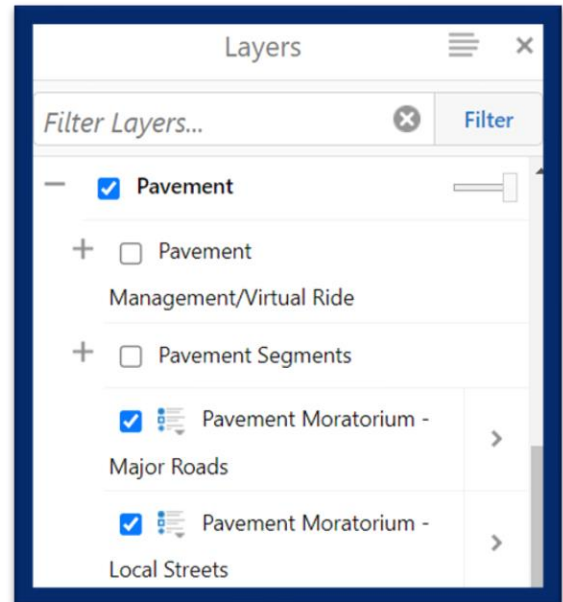 Layers
Filter Layers...
Filter
Pavement
Pavement
Management/Virtual Ride
Pavement Segments
Pavement Moratorium -
Major Roads
Pavement Moratorium -
Local Streets